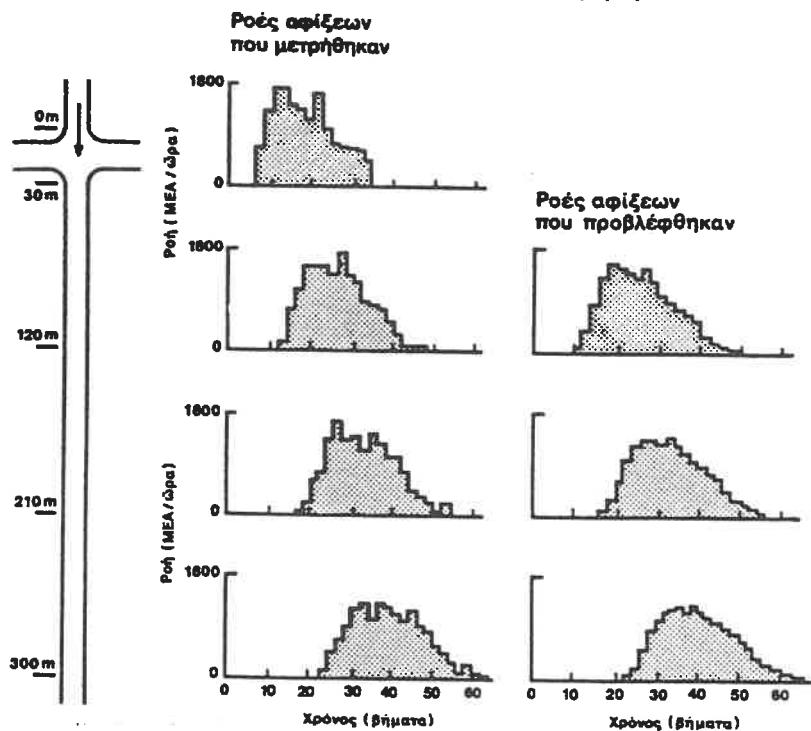 Ροές αφίξεων
που μετρήθηκαν
1800
0
Ροή (ΜΕΑ / ώρα)
0m
30m
120m
210m
300m
Ροές αφίξεων
που προβλέφθηκαν
1800
0
1800
0
Ροή (ΜΕΑ/ώρα)
1800
0
0 10 20 30 40 50 60
Χρόνος (βήματα)
0 10 20 30 40 50 60
Χρόνος (βήματα)